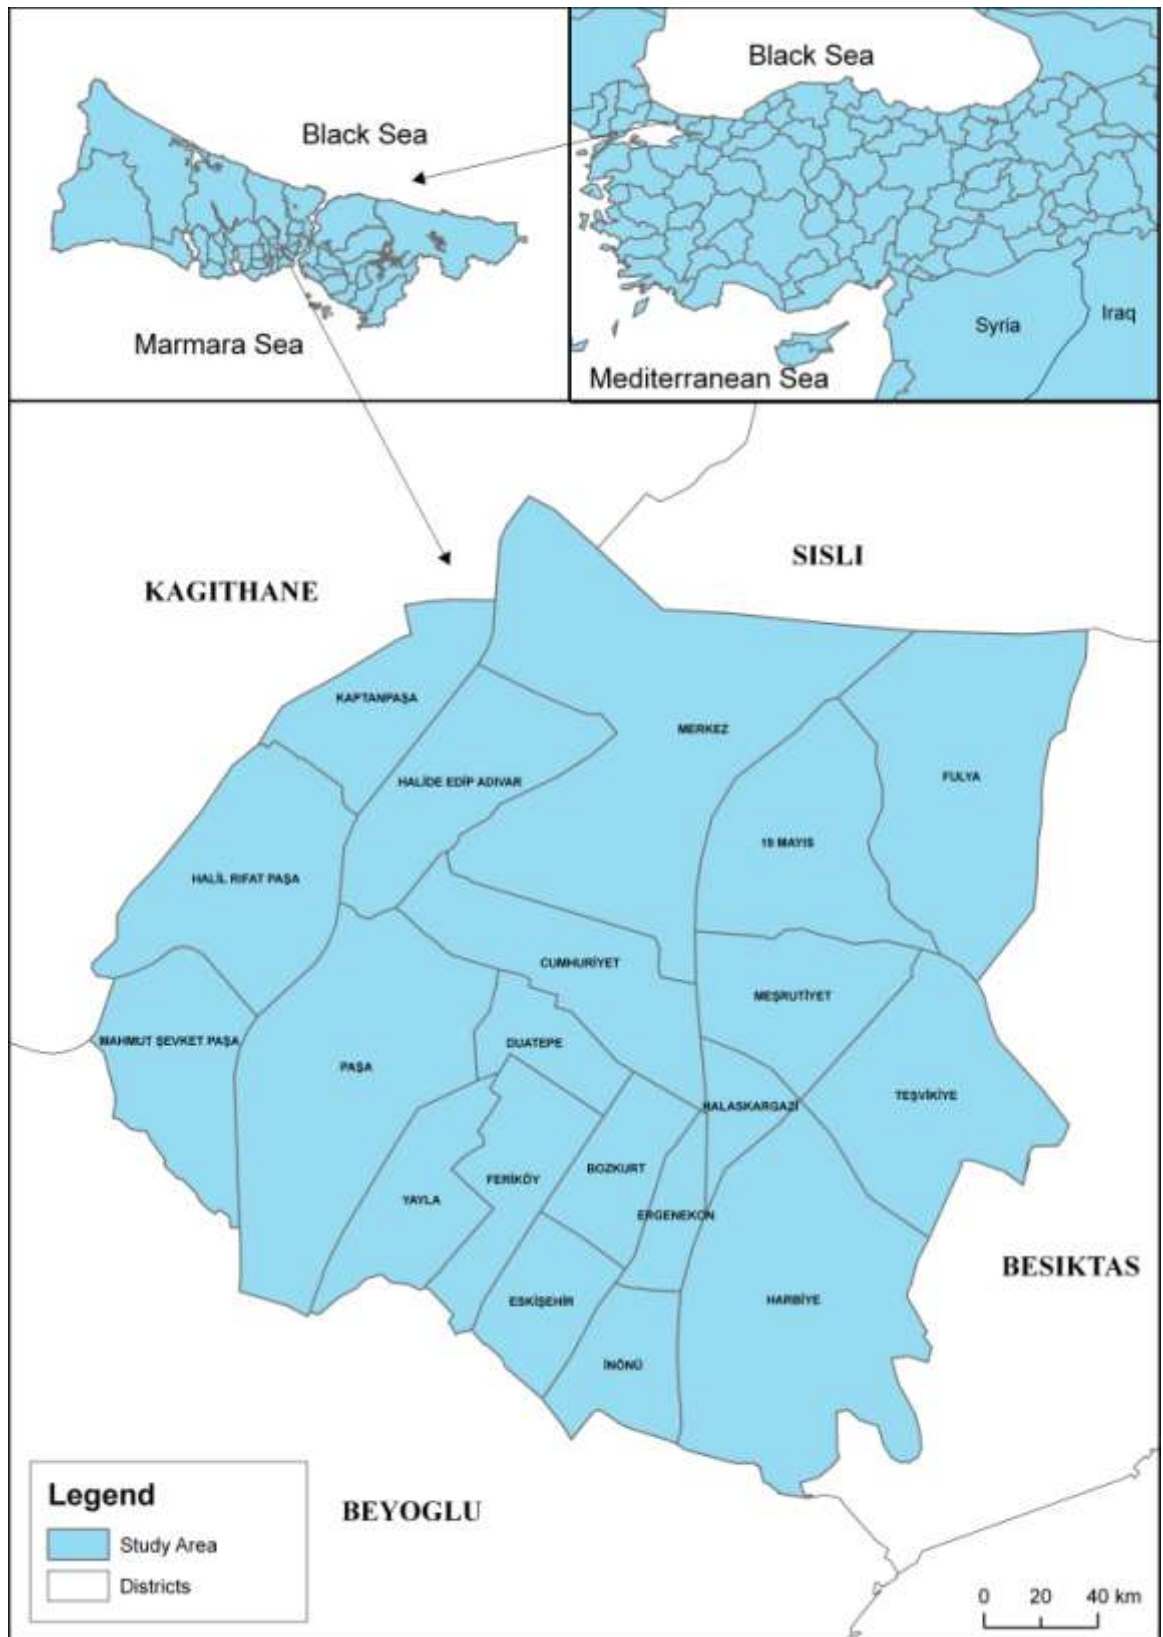 Black Sea
Marmara Sea
Black Sea
Syria
Iraq
Mediterranean Sea
SISLI
KAGITHANE
KAPTANPAŞA
MERKEZ
HALİDE EDİP ADIVAR
FULYA
19 MAYIS
HALİL RIFAT PAŞA
CUMHURİYET
MEŞRUTİYET
MAHMUT ŞEVKET PAŞA
DUATEPE
PAŞA
TEŞVİKİYE
HALASKARGAZİ
BOZKURT
FERİKÖY
YAYLA
ERGENEKON
BESIKTAS
ESKİŞEHİR
HARBİYE
İNÖNÜ
Legend
BEYOGLU
Study Area
Districts
0 20 40 km